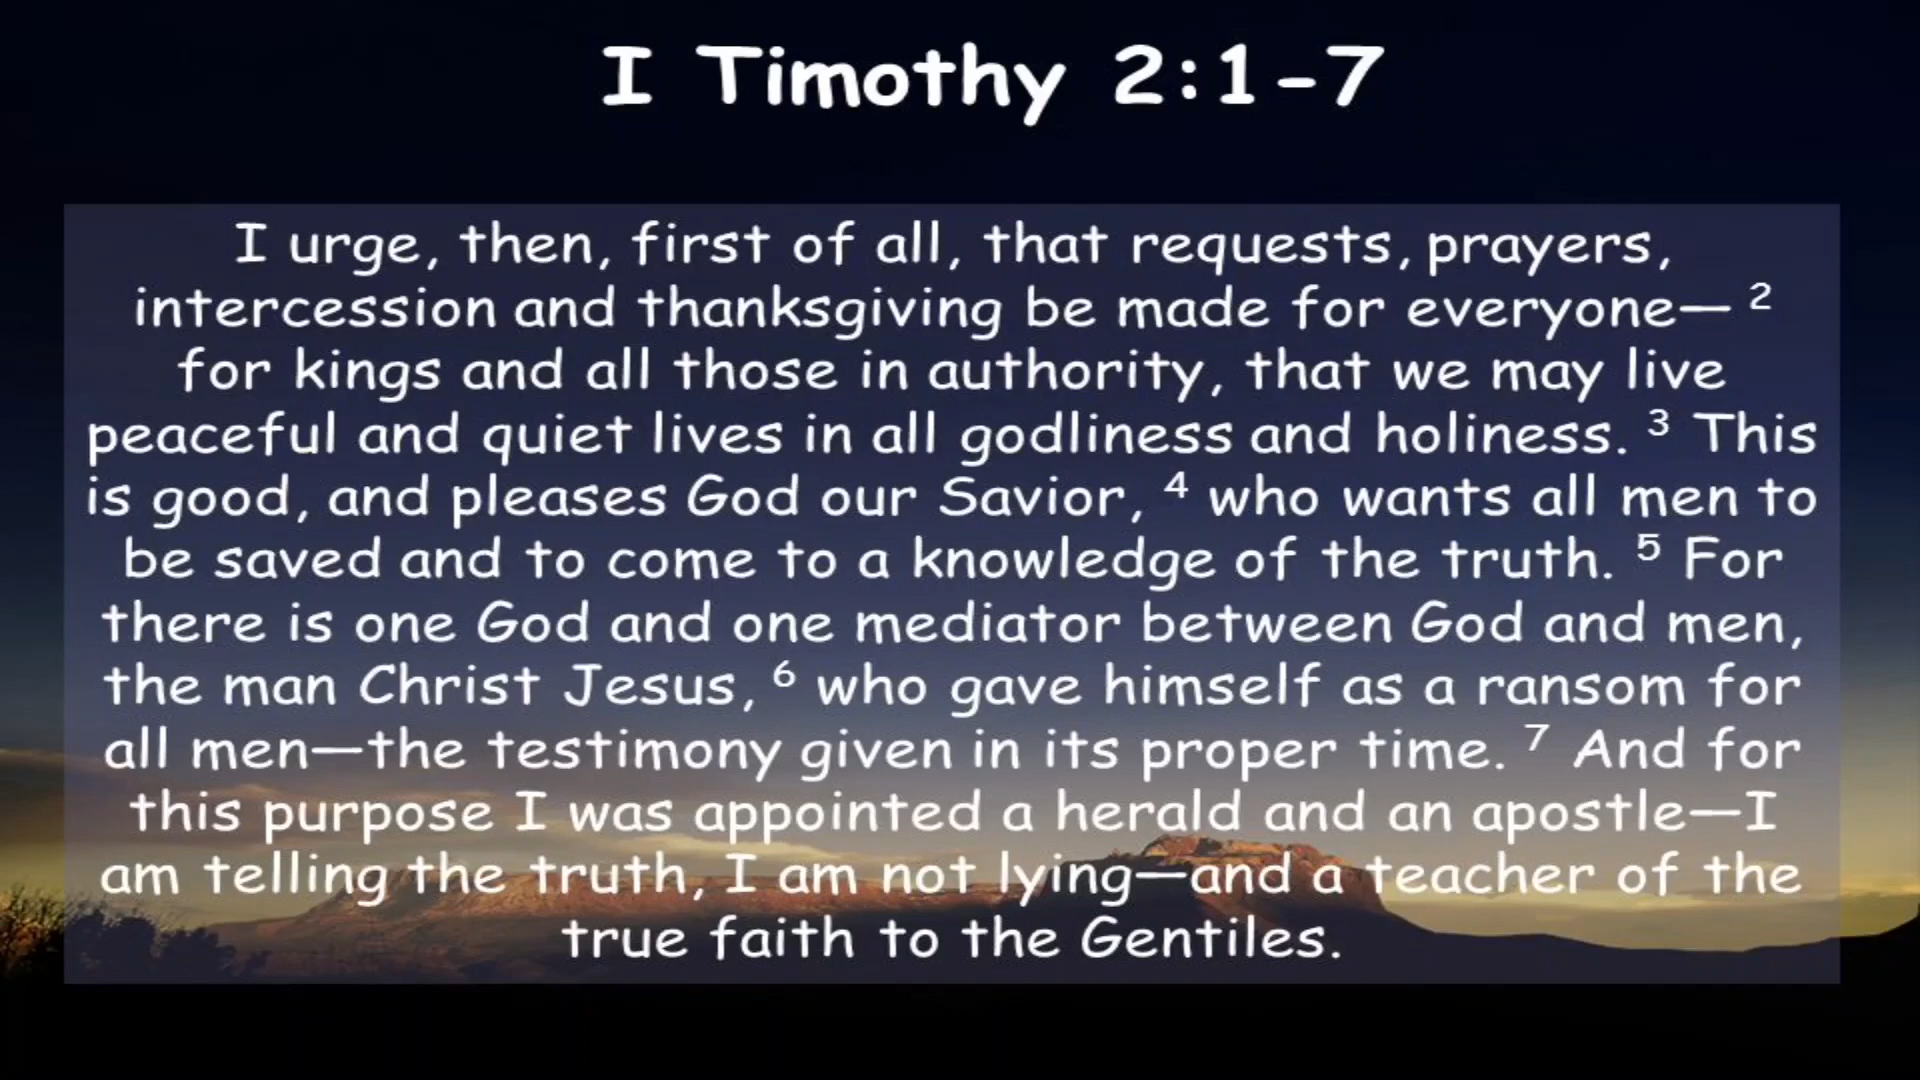 I Timothy 2:1-7
I urge, then, first of all, that requests, prayers,
intercession and thanksgiving be made for everyone— 2
for kings and all those in authority, that we may live
peaceful and quiet lives in all godliness and holiness. 3 This
is good, and pleases God our Savior, 4 who wants all men to
be saved and to come to a knowledge of the truth. 5 For
there is one God and one mediator between God and men,
the man Christ Jesus, 6 who gave himself as a ransom for
all men—the testimony given in its proper time. 7 And for
this purpose I was appointed a herald and an apostle—I
am telling the truth, I am not lying—and a teacher of the
true faith to the Gentiles.